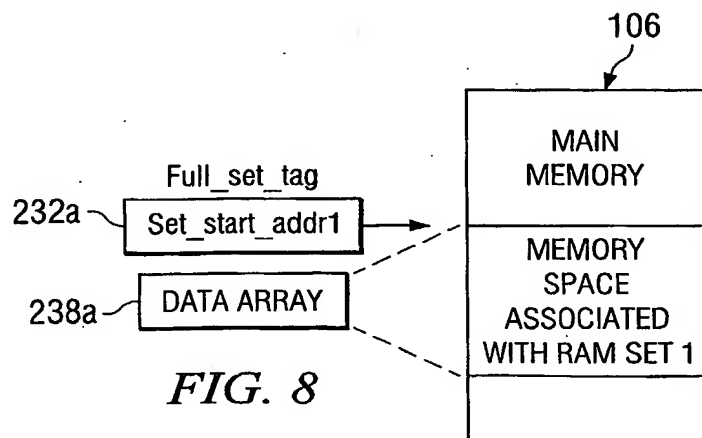 106
MAIN
MEMORY
Full_set_tag
232a
Set_start_addr1
MEMORY
SPACE
ASSOCIATED
WITH RAM SET 1
238a
DATA ARRAY
FIG. 8